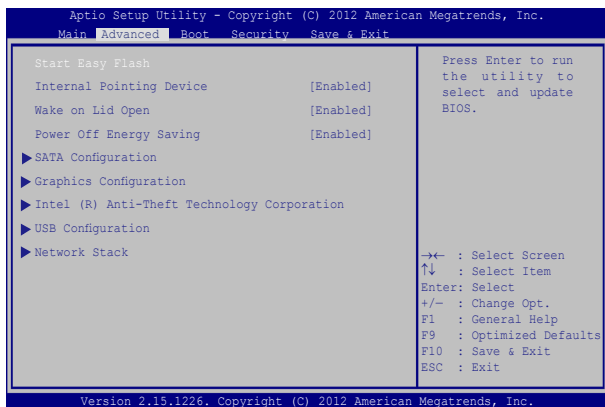 Aptio Setup Utility - Copyright (C) 2012 American Megatrends, Inc.
Main Advanced Boot Security Save & Exit
Start Easy Flash
Internal Pointing Device [Enabled]
Wake on Lid Open [Enabled]
Power Off Energy Saving [Enabled]
SATA Configuration
Graphics Configuration
Intel (R) Anti-Theft Technology Corporation
USB Configuration
Network Stack
Press Enter to run
the utility to
select and update
BIOS.
→← : Select Screen
↑↓ : Select Item
Enter: Select
+/— : Change Opt.
F1 : General Help
F9 : Optimized Defaults
F10 : Save & Exit
ESC : Exit
Version 2.15.1226. Copyright (C) 2012 American Megatrends, Inc.